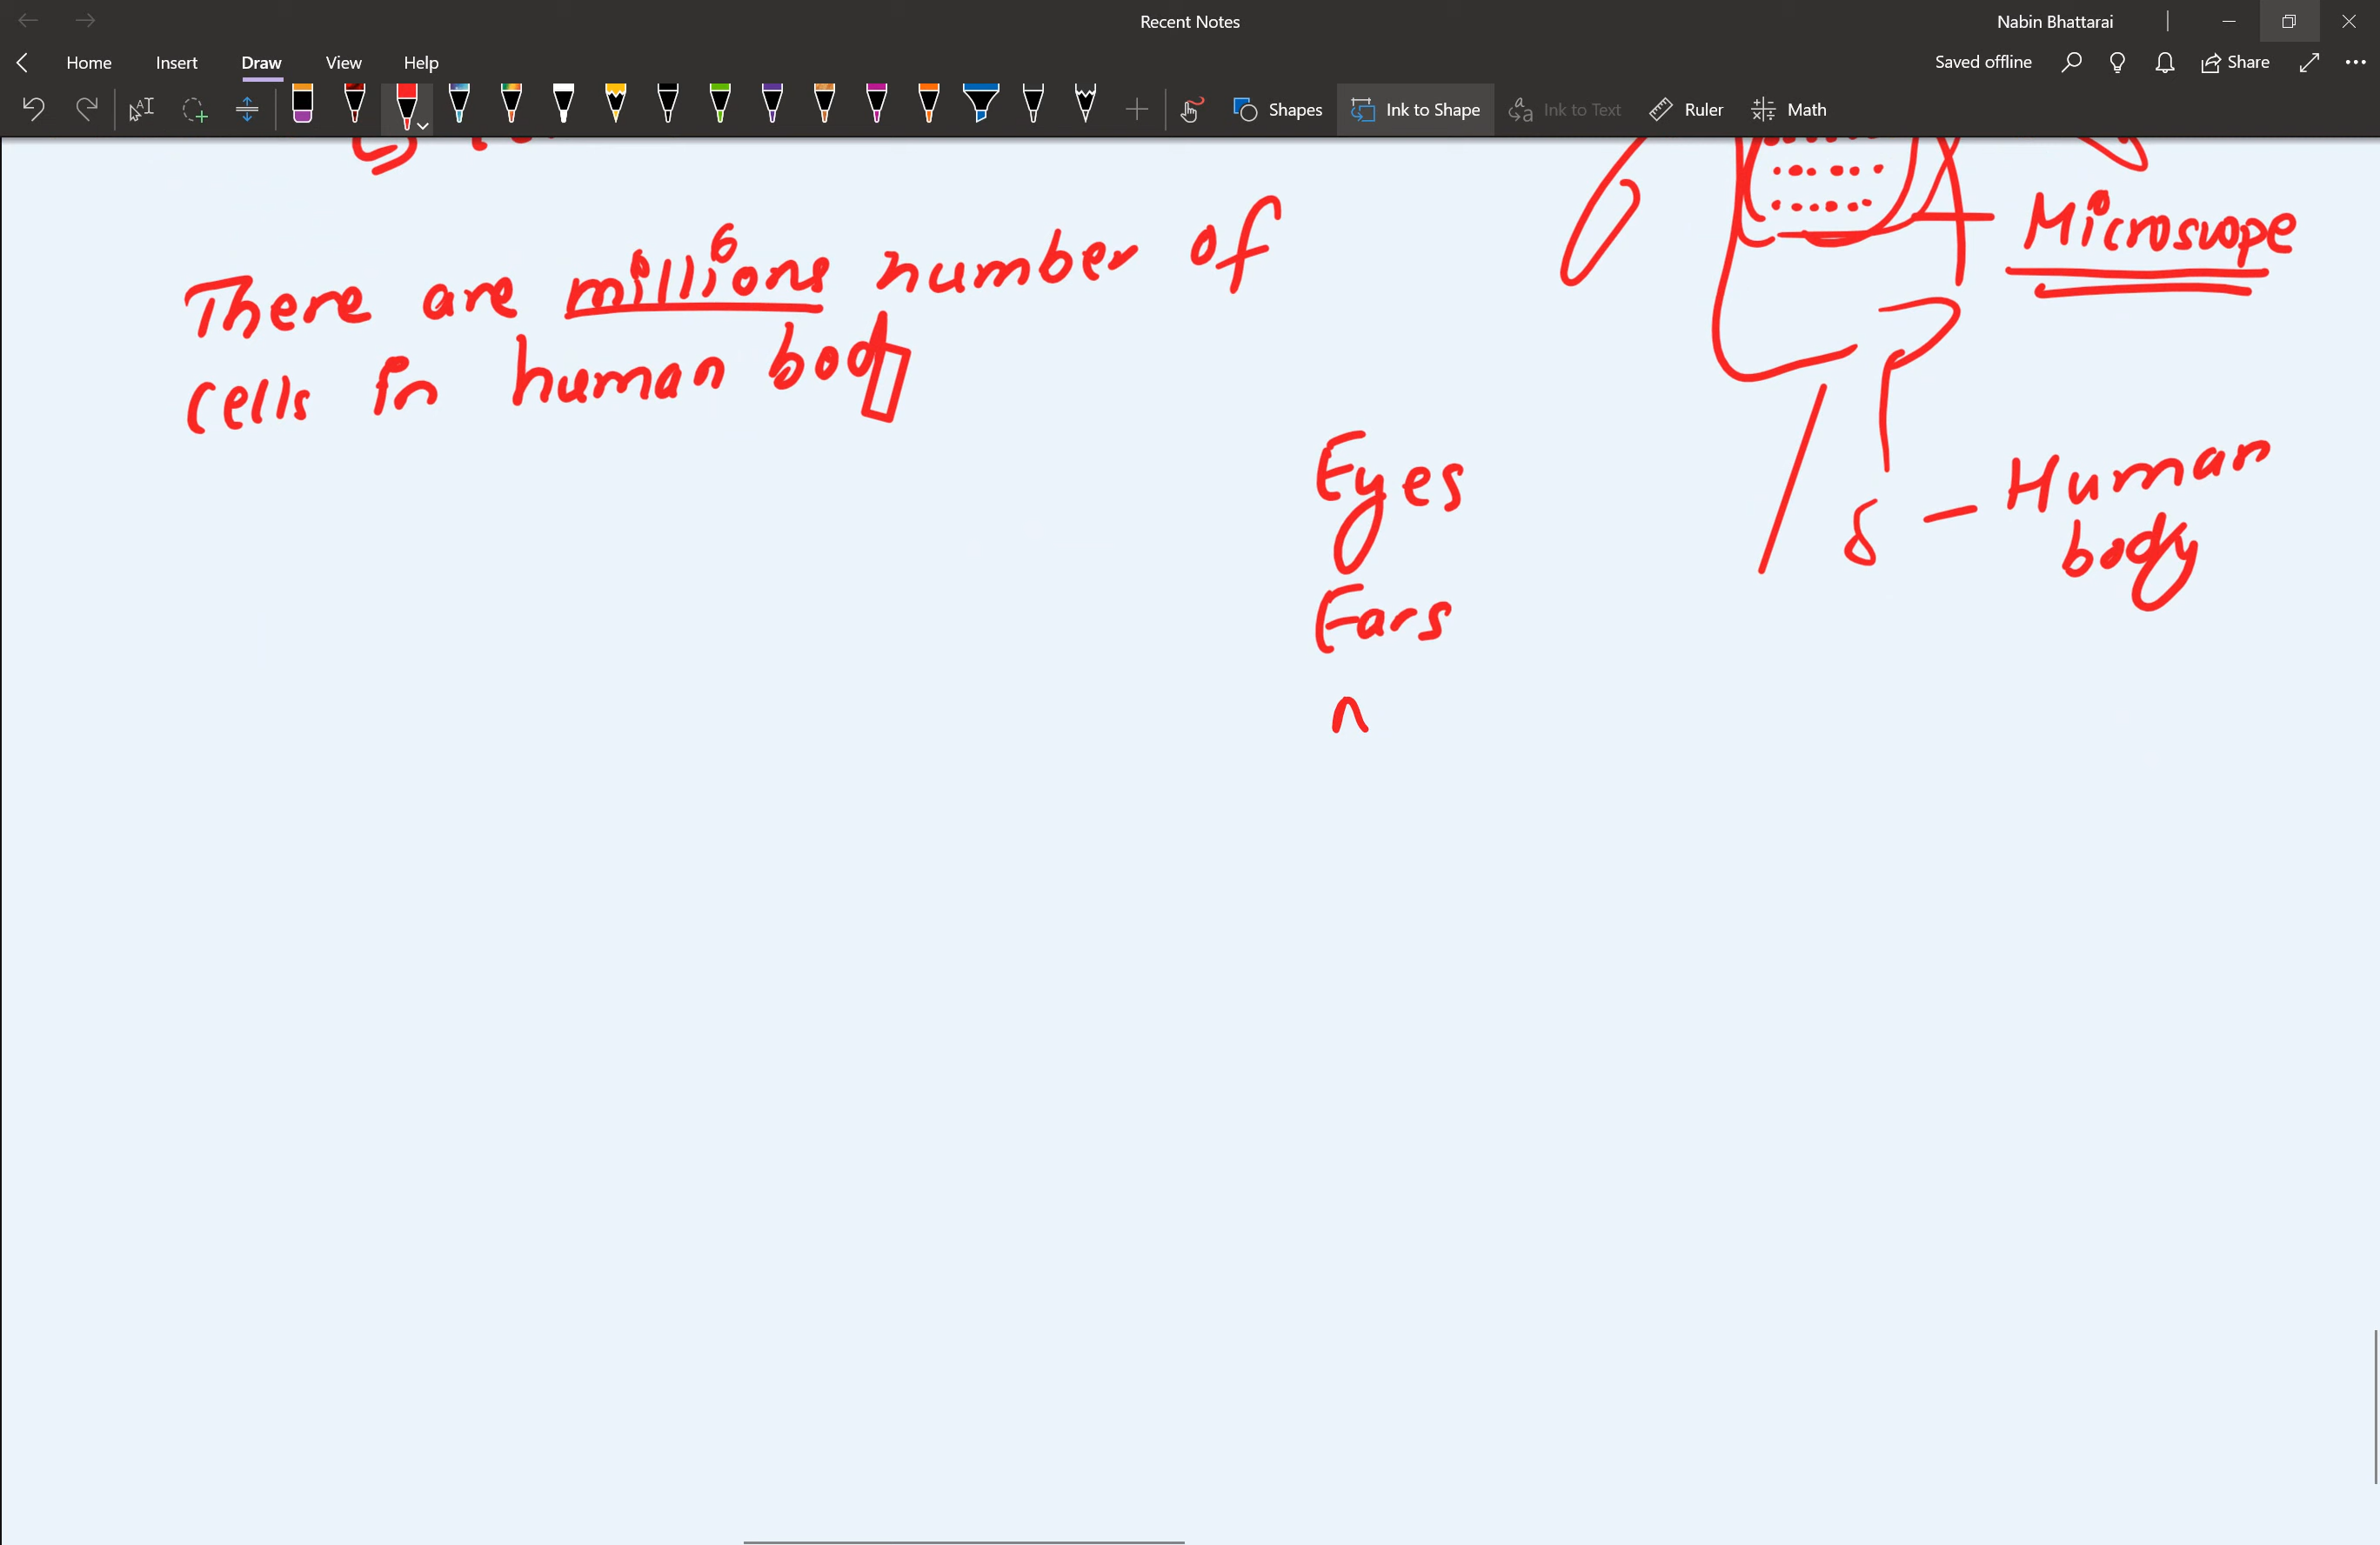 Recent Notes
Nabin Bhattarai
Home Insert Draw View Help
Saved offline
Share
Shapes
Ink to Shape
Ink to Text
Ruler
Math
There are millions number of
cells in human body
Microscope
Eyes
Ears
n
8 – Human
body